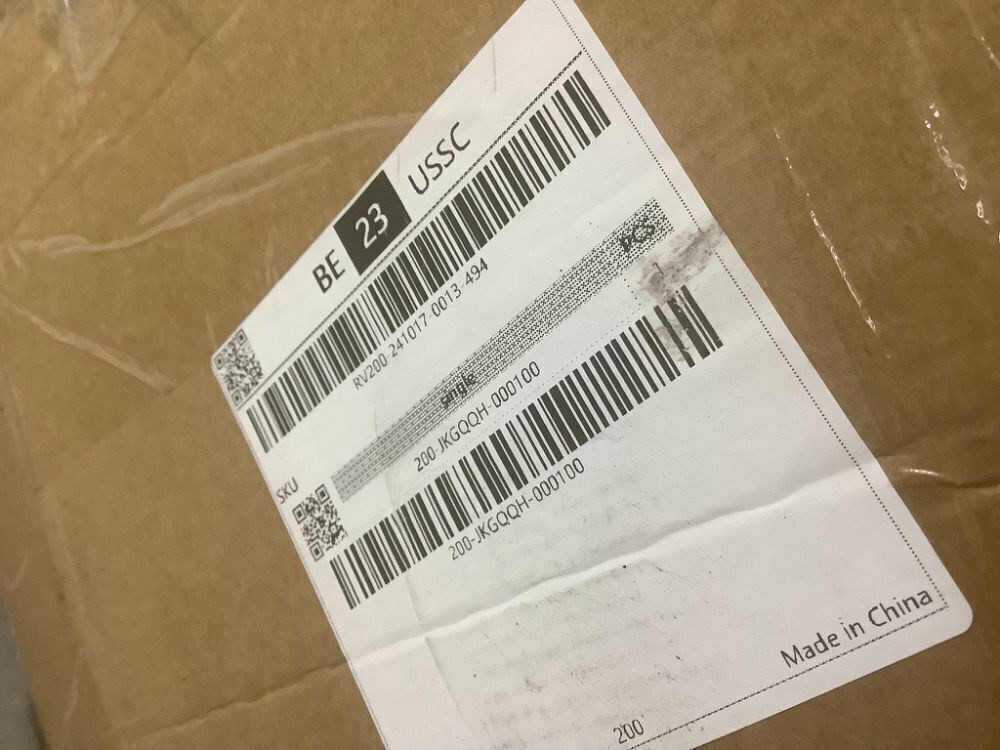 BE 23 USSC
RV200-241017-0013-494
SKU
single
PCS
200-JKGQQH-000100
200-JKGQQH-000100
200
Made in China